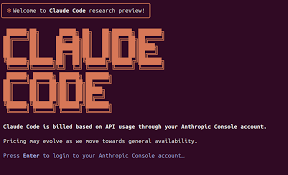 ✻ Welcome to Claude Code research preview!
CLAUDE
CODE
Claude Code is billed based on API usage through your Anthropic Console account.
Pricing may evolve as we move towards general availability.
Press Enter to login to your Anthropic Console account…